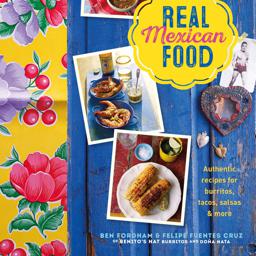 REAL
Mexican
FOOD
Authentic
recipes for
burritos,
tacos, salsas
& more
BEN FORDHAM & FELIPE FUENTES CRUZ
OF BENITO'S HAT BURRITOS AND DOÑA NATA